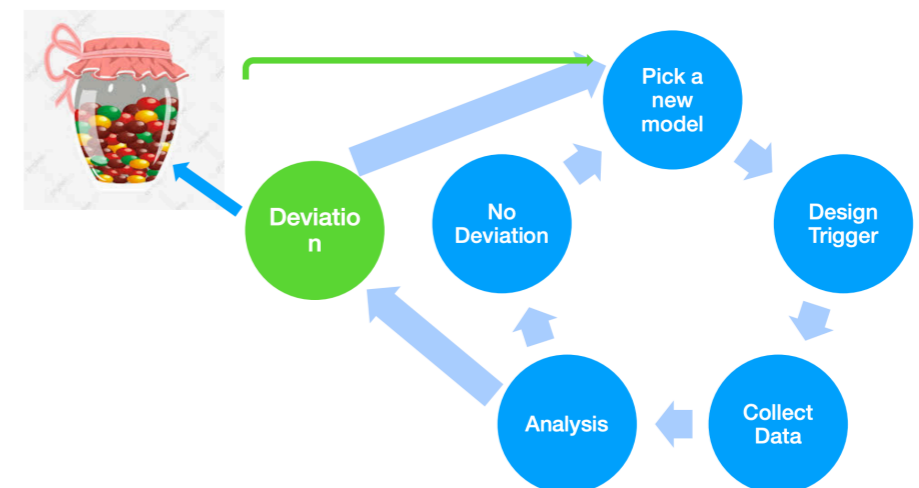 Pick a
new
model
Deviatio
n
No
Deviation
Design
Trigger
Analysis
Collect
Data